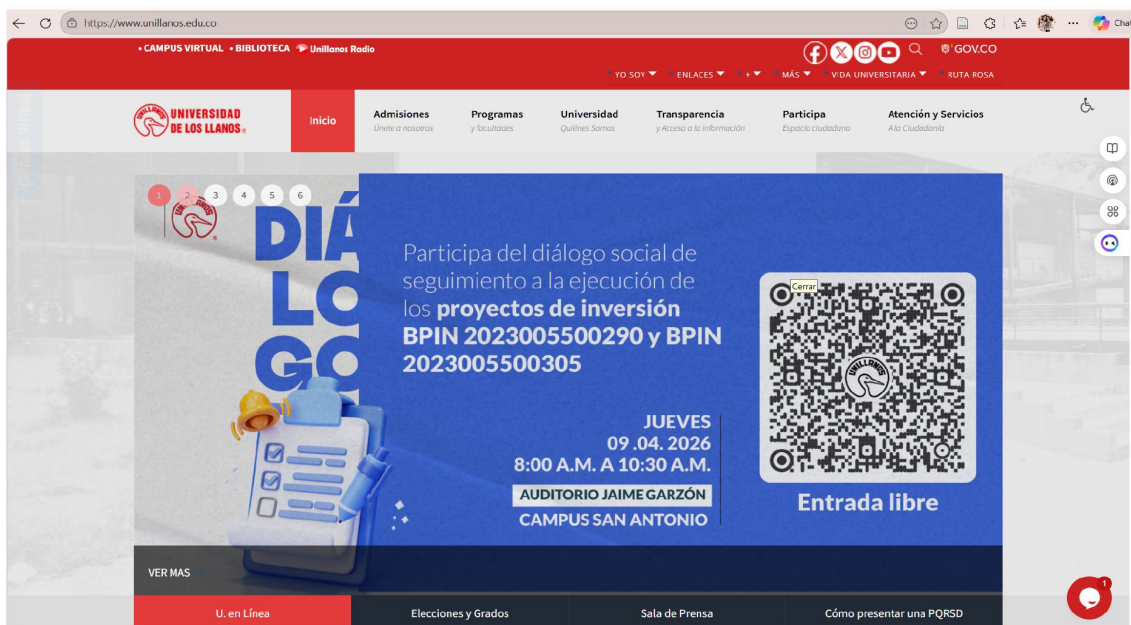 https://www.unillanos.edu.co
Chat
• CAMPUS VIRTUAL • BIBLIOTECA Unillanos Radio
GOV.CO
YO SOY ENLACES + MÁS VIDA UNIVERSITARIA RUTA ROSA
UNILLANOS
UNIVERSIDAD
DE LOS LLANOS
Inicio
Admisiones
Únete a nosotros
Programas
y facultades
Universidad
Quiénes Somos
Transparencia
y Acceso a la Información
Participa
Espacio ciudadano
Atención y Servicios
A la Ciudadanía
1 2 3 4 5 6
UNILLANOS
DIÁ
LO
GO
Participa del diálogo social de
seguimiento a la ejecución de
los proyectos de inversión
BPIN 2023005500290 y BPIN
2023005500305
JUEVES
09 .04. 2026
8:00 A.M. A 10:30 A.M.
AUDITORIO JAIME GARZÓN
CAMPUS SAN ANTONIO
Cerrar
UNILLANOS
Entrada libre
VER MAS
1
U. en Línea
Elecciones y Grados
Sala de Prensa
Cómo presentar una PQRSD